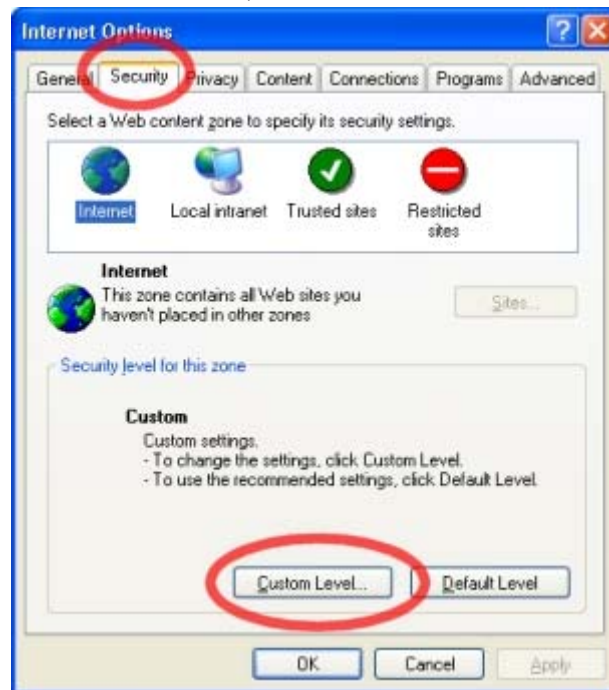 Internet Options
General Security Privacy Content Connections Programs Advanced
Select a Web content zone to specify its security settings.
Internet Local intranet Trusted sites Restricted sites
Internet
This zone contains all Web sites you
haven't placed in other zones
Sites...
Security level for this zone
Custom
Custom settings.
- To change the settings, click Custom Level.
- To use the recommended settings, click Default Level.
Custom Level... Default Level
OK Cancel Apply